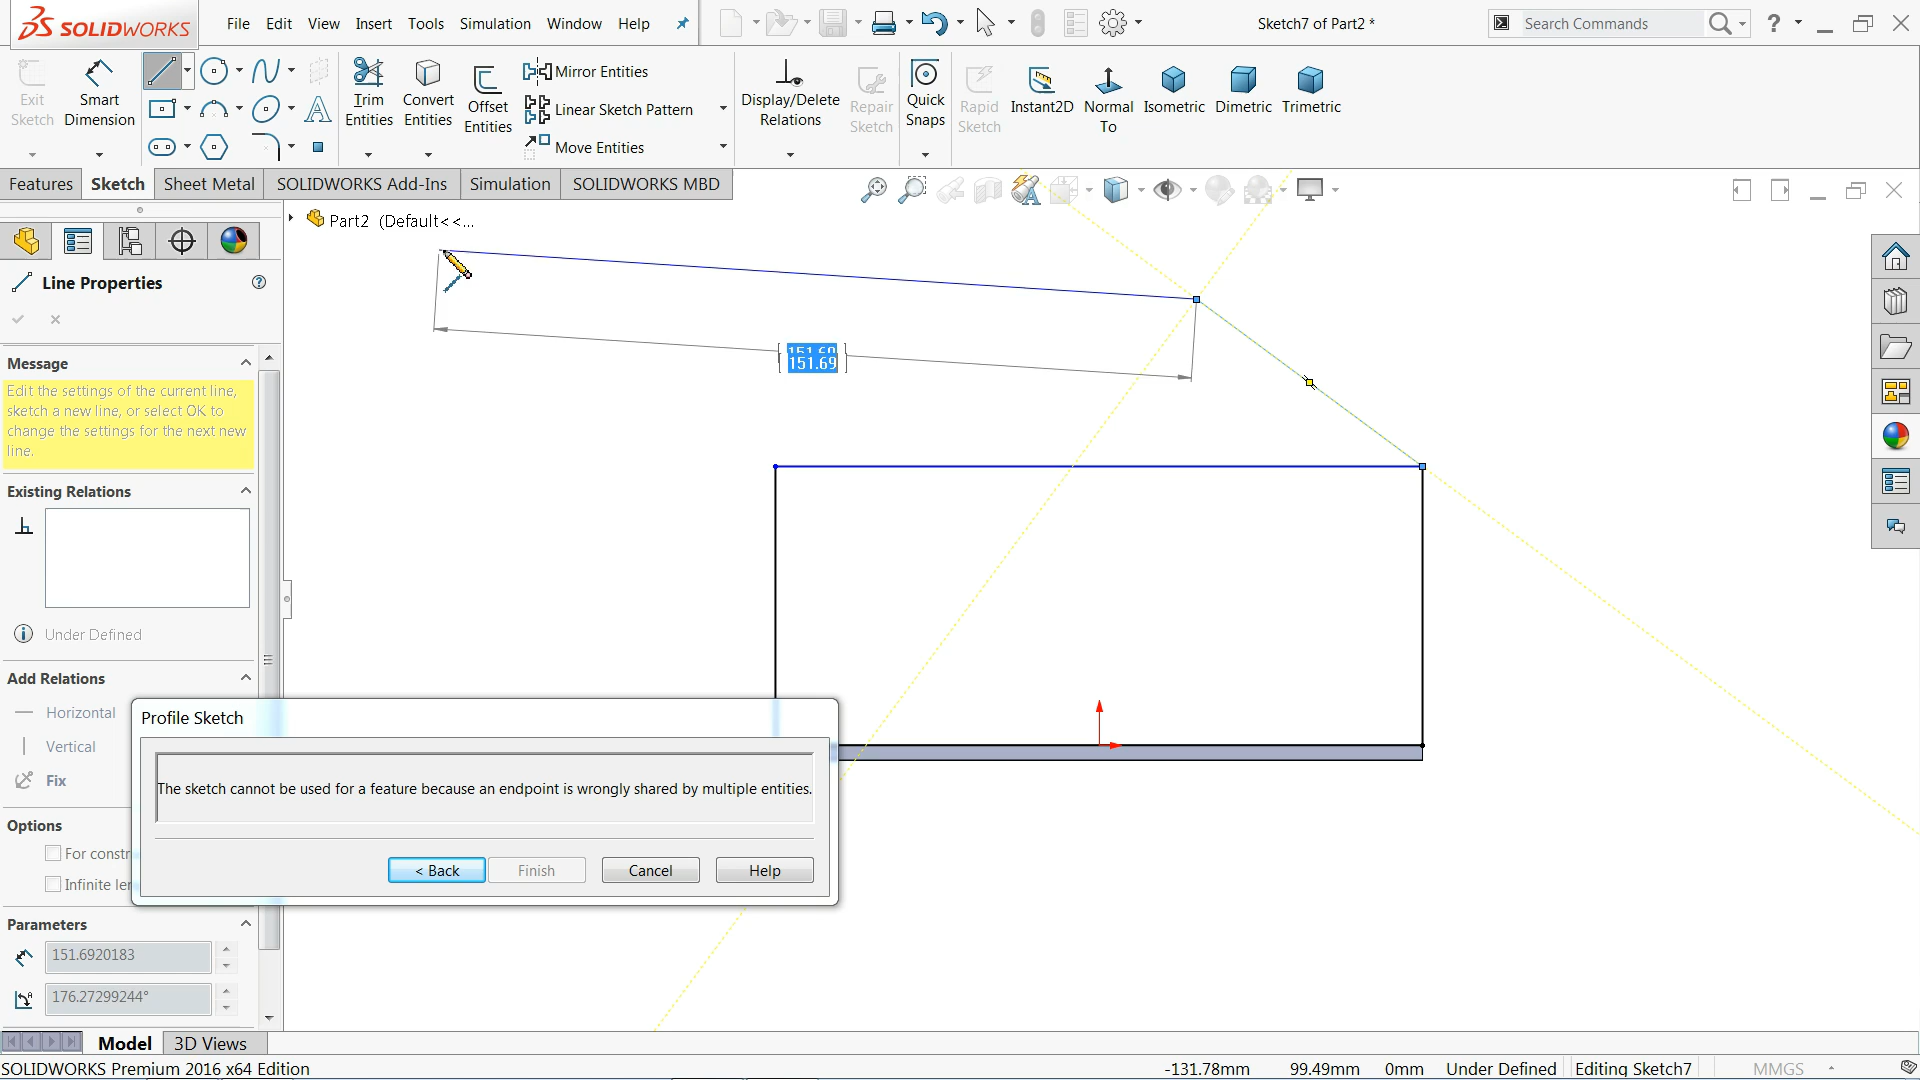 SOLIDWORKS
File Edit View Insert Tools Simulation Window Help
Sketch7 of Part2 *
Search Commands
?
Exit
Sketch
Smart
Dimension
Trim
Entities
Convert
Entities
Offset
Entities
Mirror Entities
Linear Sketch Pattern
Move Entities
Display/Delete
Relations
Repair
Sketch
Quick
Snaps
Rapid
Sketch
Instant2D
Normal
To
Isometric
Dimetric
Trimetric
Features Sketch Sheet Metal SOLIDWORKS Add-Ins Simulation SOLIDWORKS MBD
Part2 (Default<<...
Line Properties
?
Message
Edit the settings of the current line,
sketch a new line, or select OK to
change the settings for the next new
line.
Existing Relations
Under Defined
Add Relations
Horizontal
Vertical
Fix
Options
For constr
Infinite ler
Parameters
151.6920183
176.27299244°
151.69
Profile Sketch
The sketch cannot be used for a feature because an endpoint is wrongly shared by multiple entities.
< Back Finish Cancel Help
Model 3D Views
SOLIDWORKS Premium 2016 x64 Edition
-131.78mm 99.49mm 0mm Under Defined Editing Sketch7 MMGS